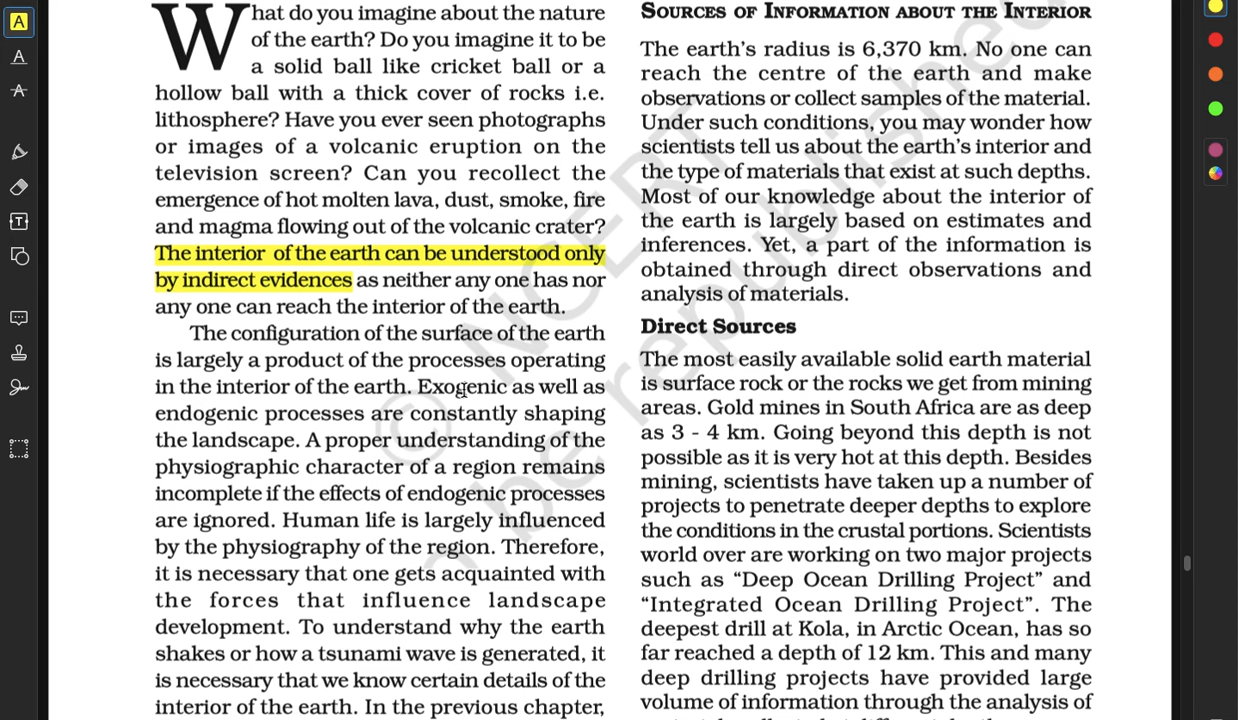 What do you imagine about the nature
of the earth? Do you imagine it to be
a solid ball like cricket ball or a
hollow ball with a thick cover of rocks i.e.
lithosphere? Have you ever seen photographs
or images of a volcanic eruption on the
television screen? Can you recollect the
emergence of hot molten lava, dust, smoke, fire
and magma flowing out of the volcanic crater?
The interior of the earth can be understood only
by indirect evidences as neither any one has nor
any one can reach the interior of the earth.
The configuration of the surface of the earth
is largely a product of the processes operating
in the interior of the earth. Exogenic as well as
endogenic processes are constantly shaping
the landscape. A proper understanding of the
physiographic character of a region remains
incomplete if the effects of endogenic processes
are ignored. Human life is largely influenced
by the physiography of the region. Therefore,
it is necessary that one gets acquainted with
the forces that influence landscape
development. To understand why the earth
shakes or how a tsunami wave is generated, it
is necessary that we know certain details of the
interior of the earth. In the previous chapter,
SOURCES OF INFORMATION ABOUT THE INTERIOR
The earth's radius is 6,370 km. No one can
reach the centre of the earth and make
observations or collect samples of the material.
Under such conditions, you may wonder how
scientists tell us about the earth's interior and
the type of materials that exist at such depths.
Most of our knowledge about the interior of
the earth is largely based on estimates and
inferences. Yet, a part of the information is
obtained through direct observations and
analysis of materials.
Direct Sources
The most easily available solid earth material
is surface rock or the rocks we get from mining
areas. Gold mines in South Africa are as deep
as 3 - 4 km. Going beyond this depth is not
possible as it is very hot at this depth. Besides
mining, scientists have taken up a number of
projects to penetrate deeper depths to explore
the conditions in the crustal portions. Scientists
world over are working on two major projects
such as “Deep Ocean Drilling Project” and
“Integrated Ocean Drilling Project”. The
deepest drill at Kola, in Arctic Ocean, has so
far reached a depth of 12 km. This and many
deep drilling projects have provided large
volume of information through the analysis of
© NCERT
be republished